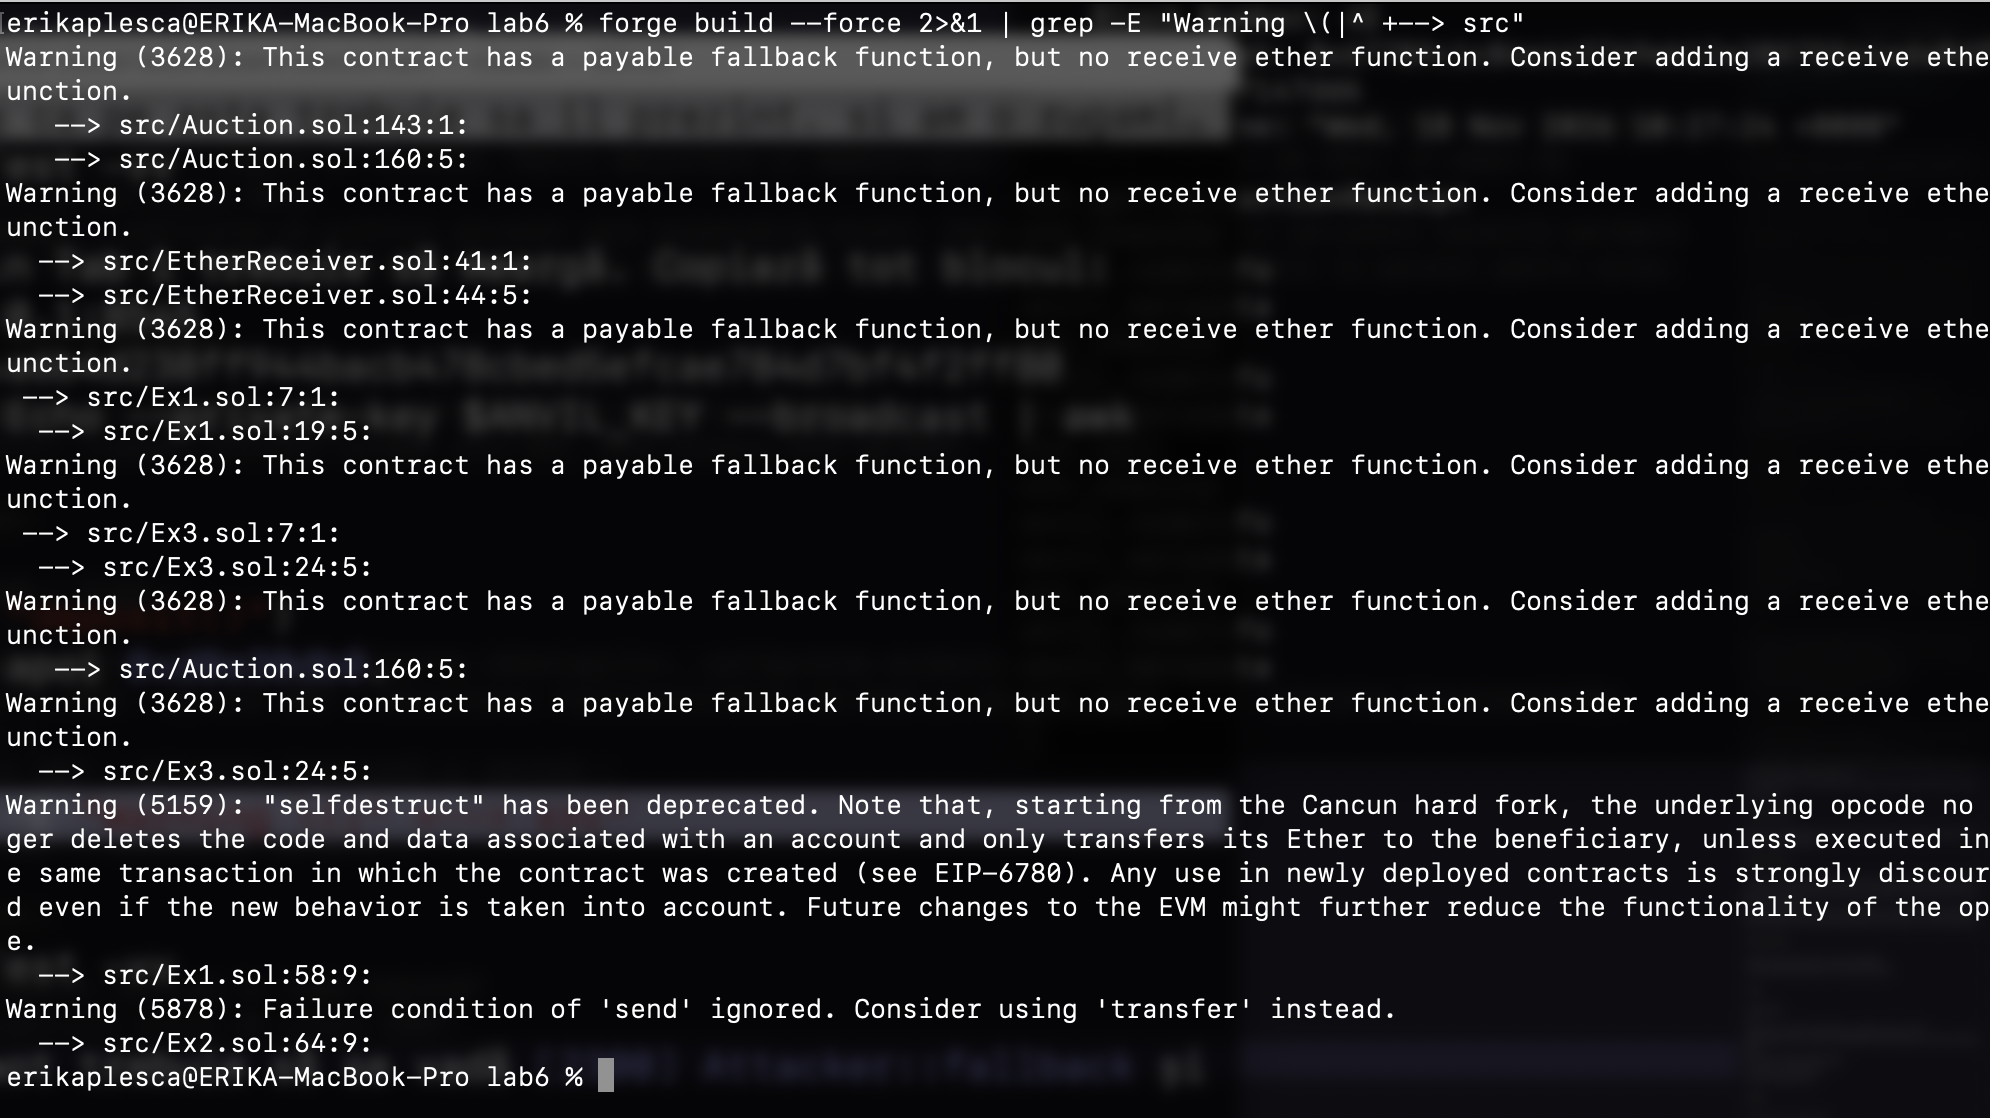 erikaplesca@ERIKA-MacBook-Pro lab6 % forge build --force 2>&1 | grep -E "Warning \(|^ +--> src"
Warning (3628): This contract has a payable fallback function, but no receive ether function. Consider adding a receive ethe
unction.
--> src/Auction.sol:143:1:
--> src/Auction.sol:160:5:
Warning (3628): This contract has a payable fallback function, but no receive ether function. Consider adding a receive ethe
unction.
--> src/EtherReceiver.sol:41:1:
--> src/EtherReceiver.sol:44:5:
Warning (3628): This contract has a payable fallback function, but no receive ether function. Consider adding a receive ethe
unction.
--> src/Ex1.sol:7:1:
--> src/Ex1.sol:19:5:
Warning (3628): This contract has a payable fallback function, but no receive ether function. Consider adding a receive ethe
unction.
--> src/Ex3.sol:7:1:
--> src/Ex3.sol:24:5:
Warning (3628): This contract has a payable fallback function, but no receive ether function. Consider adding a receive ethe
unction.
--> src/Auction.sol:160:5:
Warning (3628): This contract has a payable fallback function, but no receive ether function. Consider adding a receive ethe
unction.
--> src/Ex3.sol:24:5:
Warning (5159): "selfdestruct" has been deprecated. Note that, starting from the Cancun hard fork, the underlying opcode no
ger deletes the code and data associated with an account and only transfers its Ether to the beneficiary, unless executed in
e same transaction in which the contract was created (see EIP-6780). Any use in newly deployed contracts is strongly discour
d even if the new behavior is taken into account. Future changes to the EVM might further reduce the functionality of the op
e.
--> src/Ex1.sol:58:9:
Warning (5878): Failure condition of 'send' ignored. Consider using 'transfer' instead.
--> src/Ex2.sol:64:9:
erikaplesca@ERIKA-MacBook-Pro lab6 %